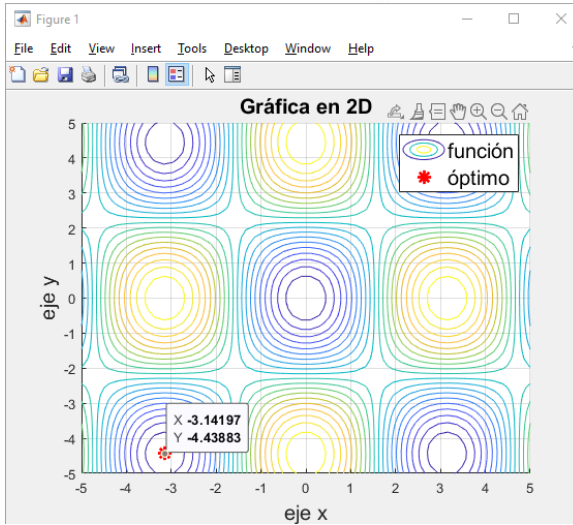 Figure 1
File Edit View Insert Tools Desktop Window Help
Gráfica en 2D
función
óptimo
5
4
3
2
1
0
-1
-2
-3
-4
-5
eje y
X -3.14197
Y -4.43883
-5 -4 -3 -2 -1 0 1 2 3 4 5
eje x